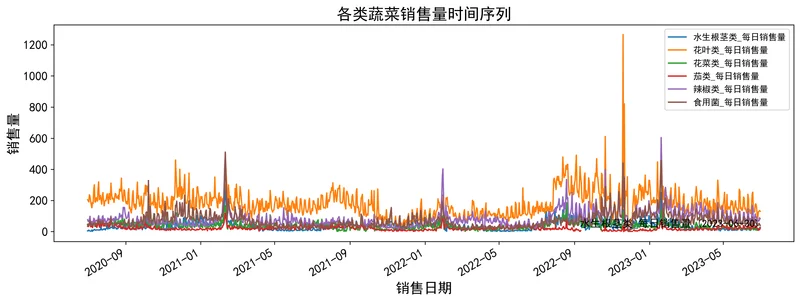 各类蔬菜销售量时间序列
水生根茎类_每日销售量
花叶类_每日销售量
花菜类_每日销售量
茄类_每日销售量
辣椒类_每日销售量
食用菌_每日销售量
销售量
1200
1000
800
600
400
200
0
2020-09
2021-01
2021-05
2021-09
2022-01
2022-05
2022-09
2023-01
2023-05
销售日期